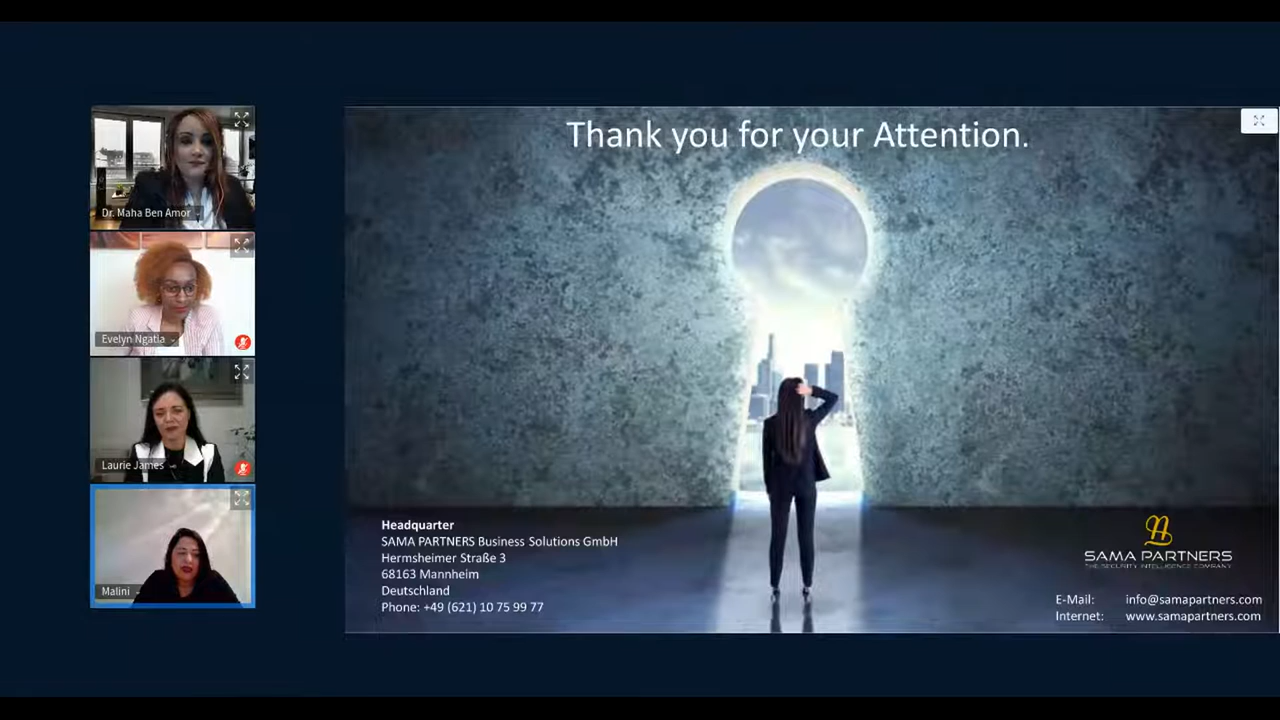 Thank you for your Attention.
Dr. Maha Ben Amor
Evelyn Ngatia
Laurie James
Malini
Headquarter
SAMA PARTNERS Business Solutions GmbH
Hermsheimer Straße 3
68163 Mannheim
Deutschland
Phone: +49 (621) 10 75 99 77
SAMA PARTNERS
THE SECURITY INTELLIGENCE COMPANY
E-Mail: info@samapartners.com
Internet: www.samapartners.com